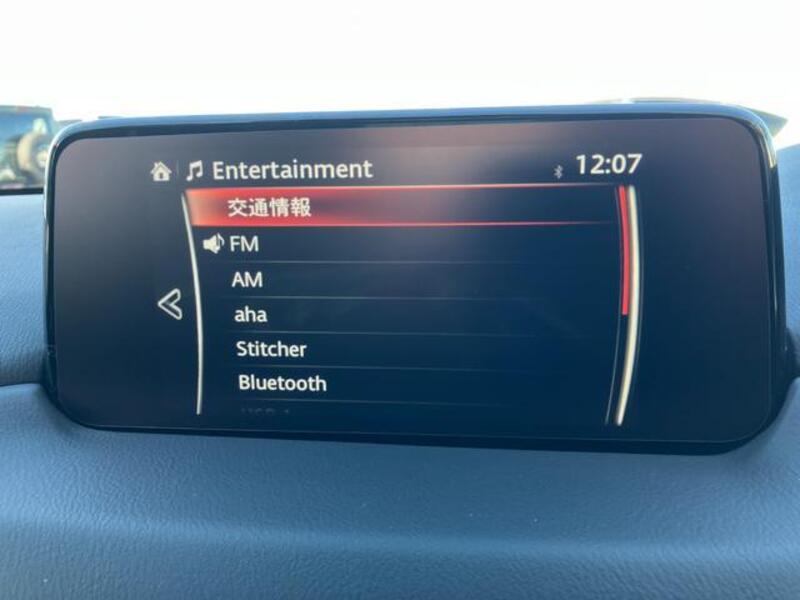 Entertainment
12:07
交通情報
FM
AM
aha
Stitcher
Bluetooth